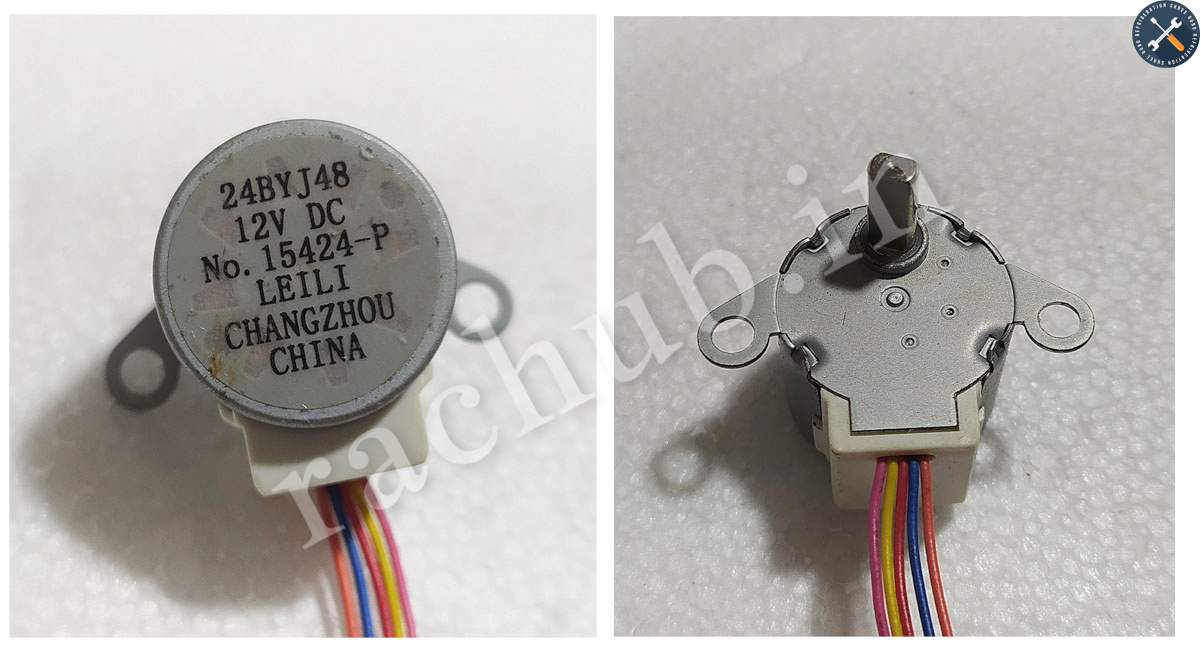 24BYJ48
12V DC
No.15424-P
LEILI
CHANGZHOU
CHINA
rachub.in